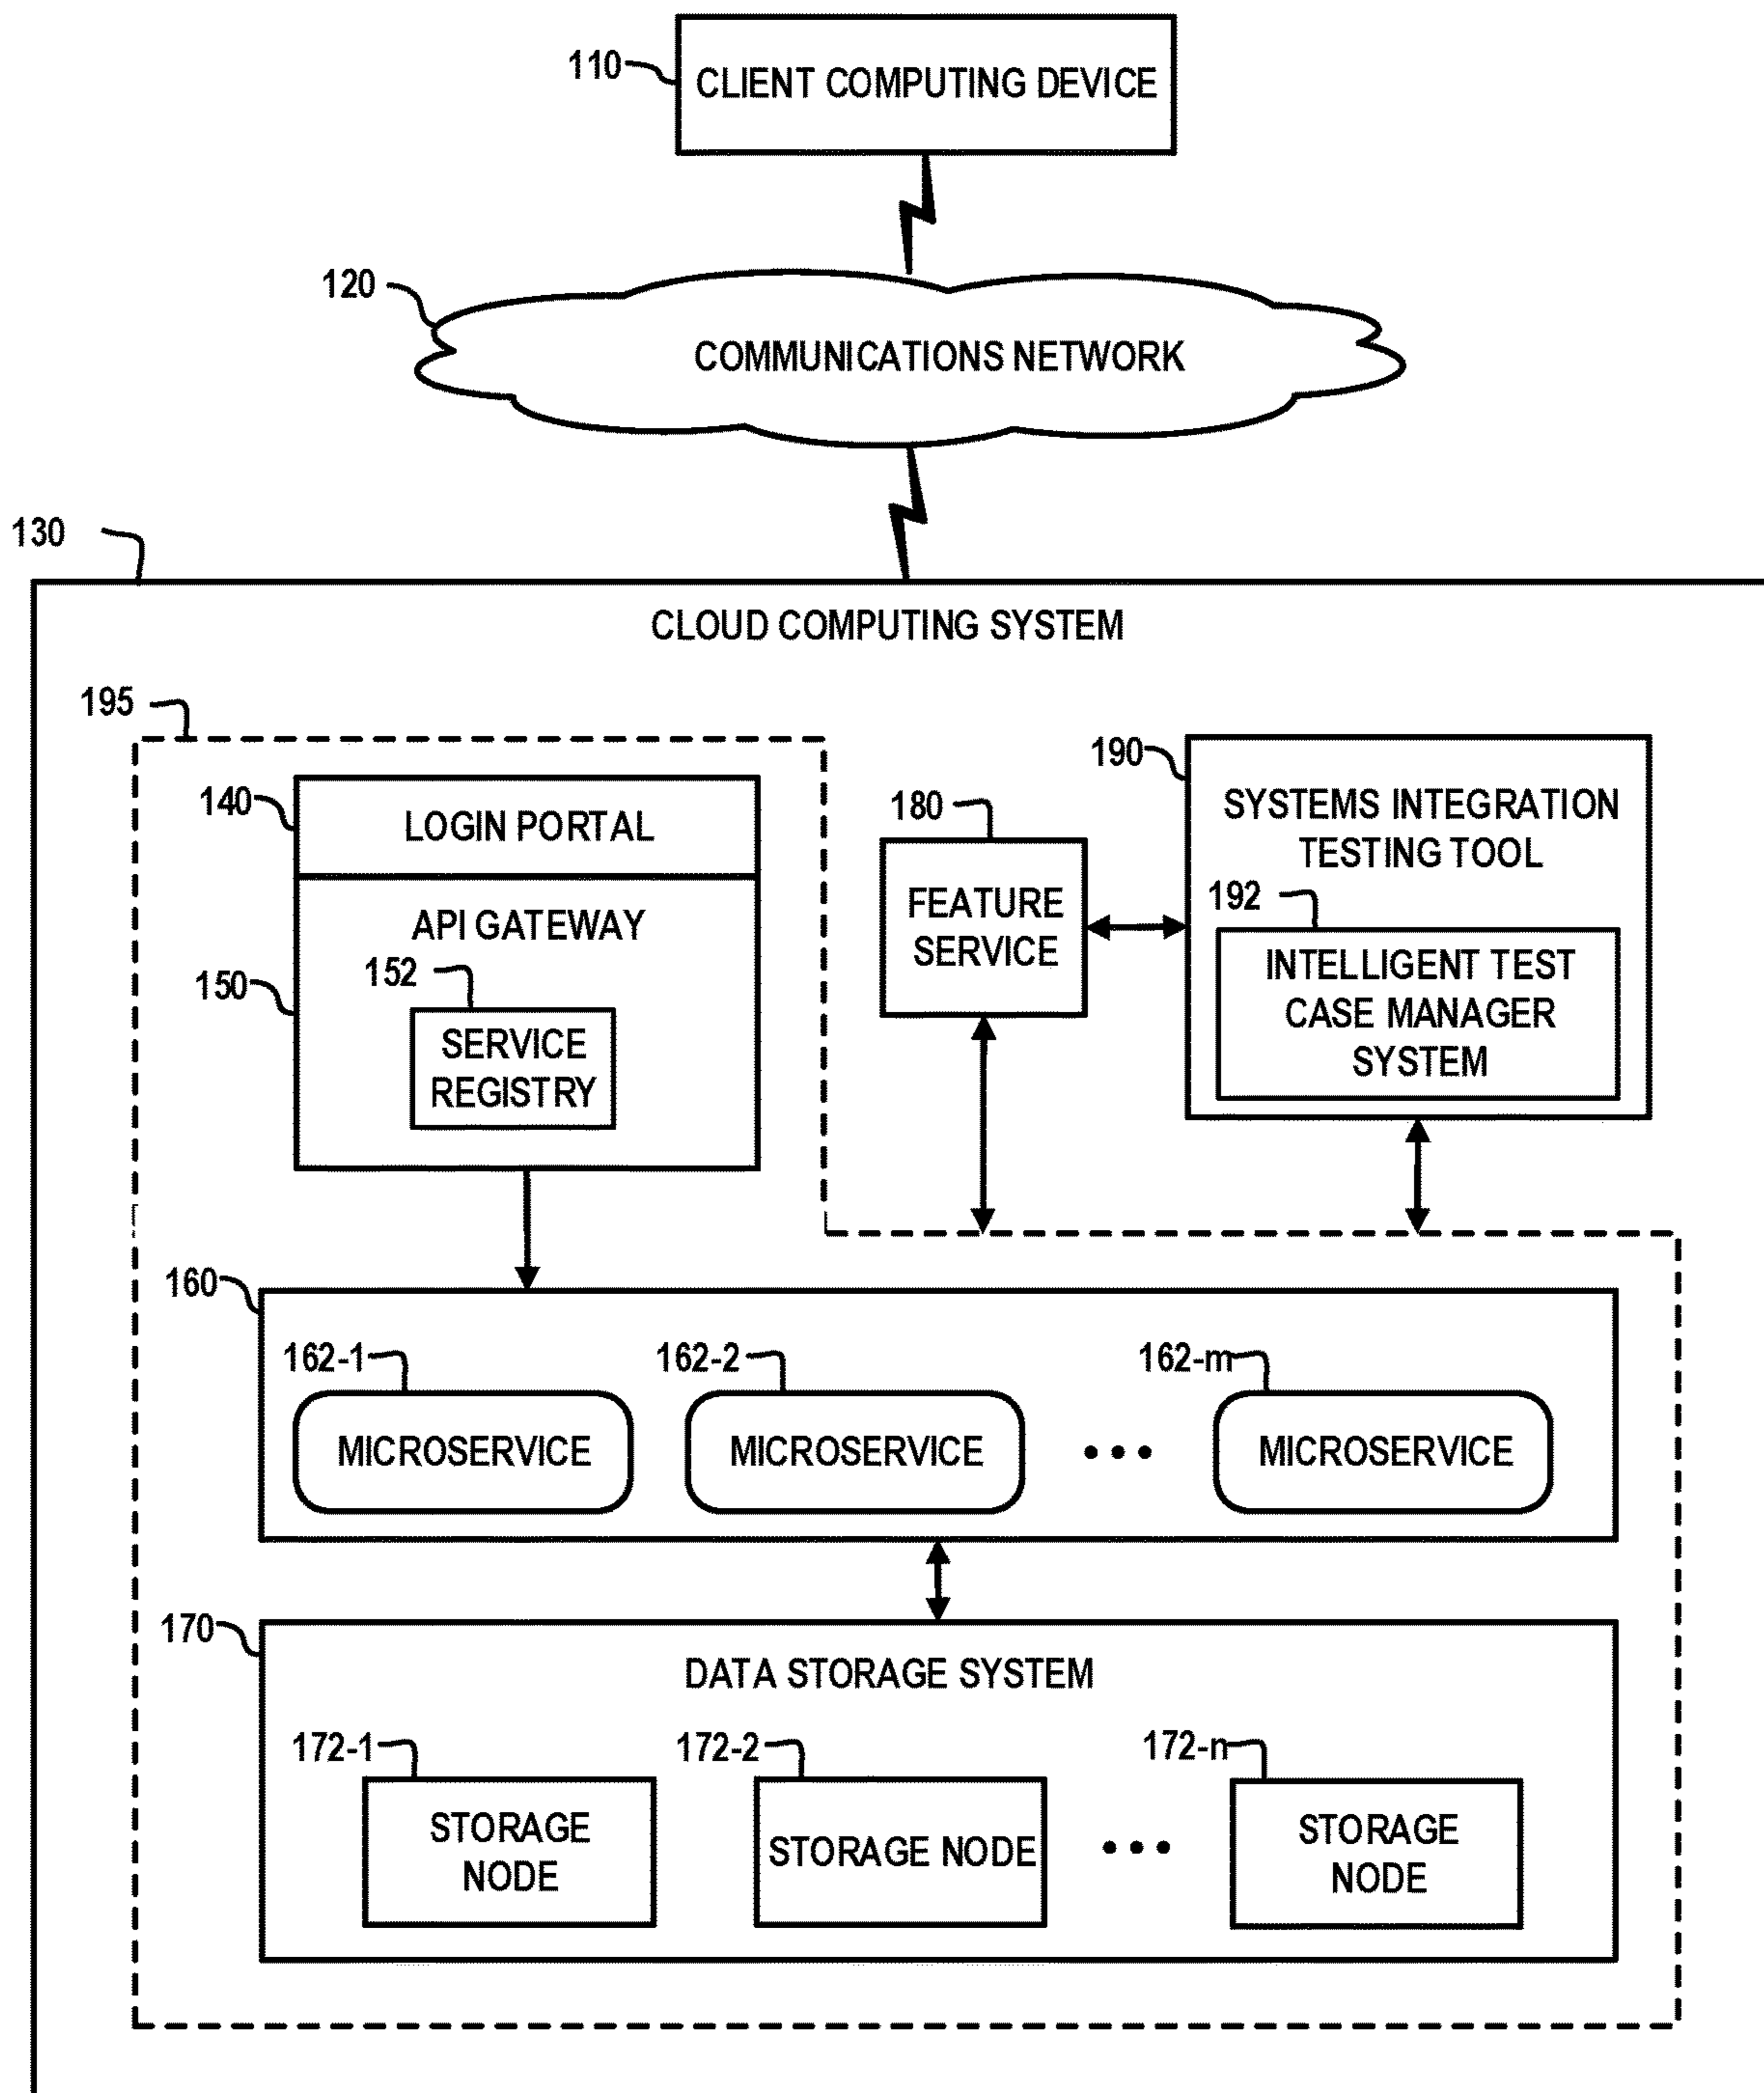 110
CLIENT COMPUTING DEVICE
120
COMMUNICATIONS NETWORK
130
CLOUD COMPUTING SYSTEM
195
140
LOGIN PORTAL
150
API GATEWAY
152
SERVICE
REGISTRY
180
FEATURE
SERVICE
190
SYSTEMS INTEGRATION
TESTING TOOL
192
INTELLIGENT TEST
CASE MANAGER
SYSTEM
160
162-1
162-2
162-m
MICROSERVICE
MICROSERVICE
MICROSERVICE
170
DATA STORAGE SYSTEM
172-1
172-2
172-n
STORAGE
NODE
STORAGE NODE
STORAGE
NODE